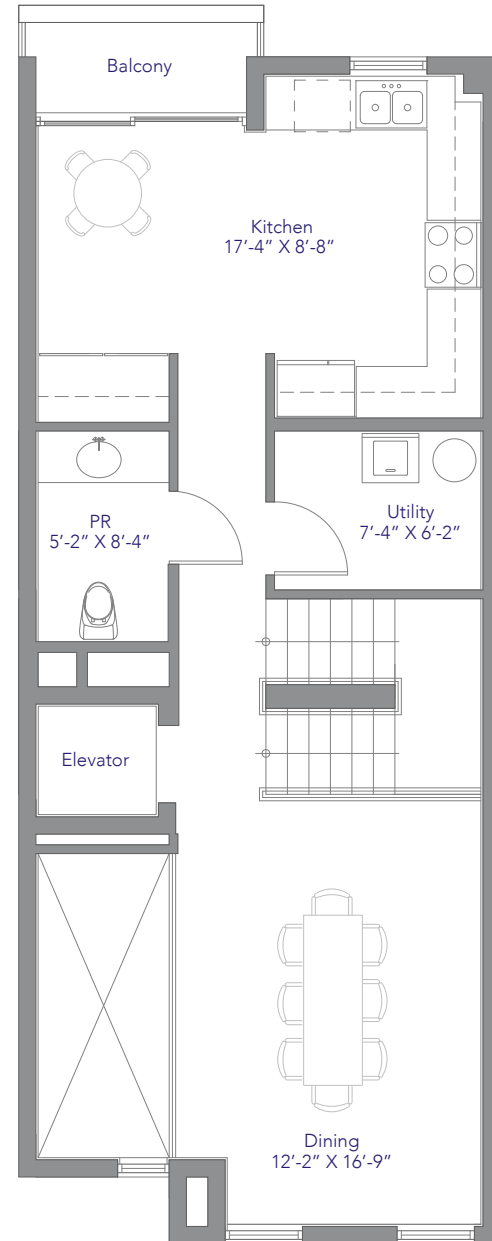 Balcony
Kitchen
17’-4” X 8’-8”
PR
5’-2” X 8’-4”
Utility
7’-4” X 6’-2”
Elevator
Dining
12’-2” X 16’-9”